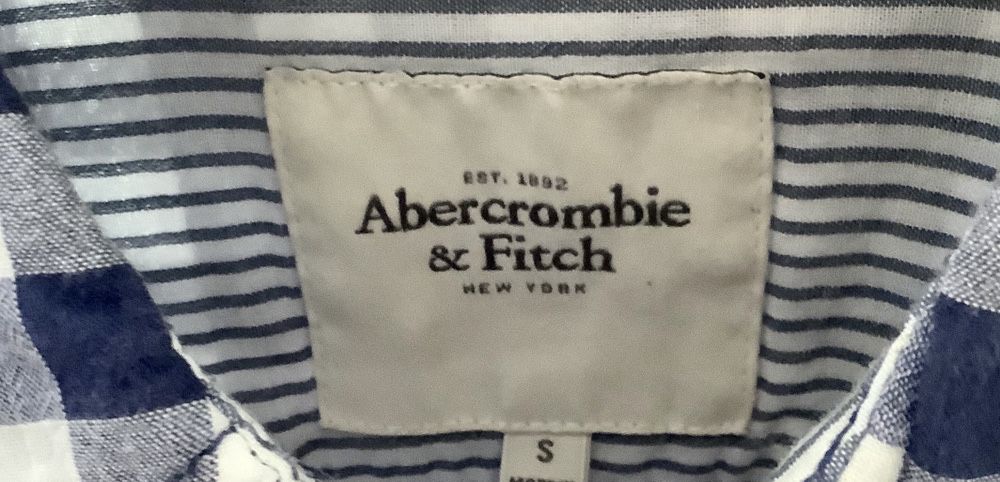 EST. 1892
Abercrombie
& Fitch
NEW YORK
S